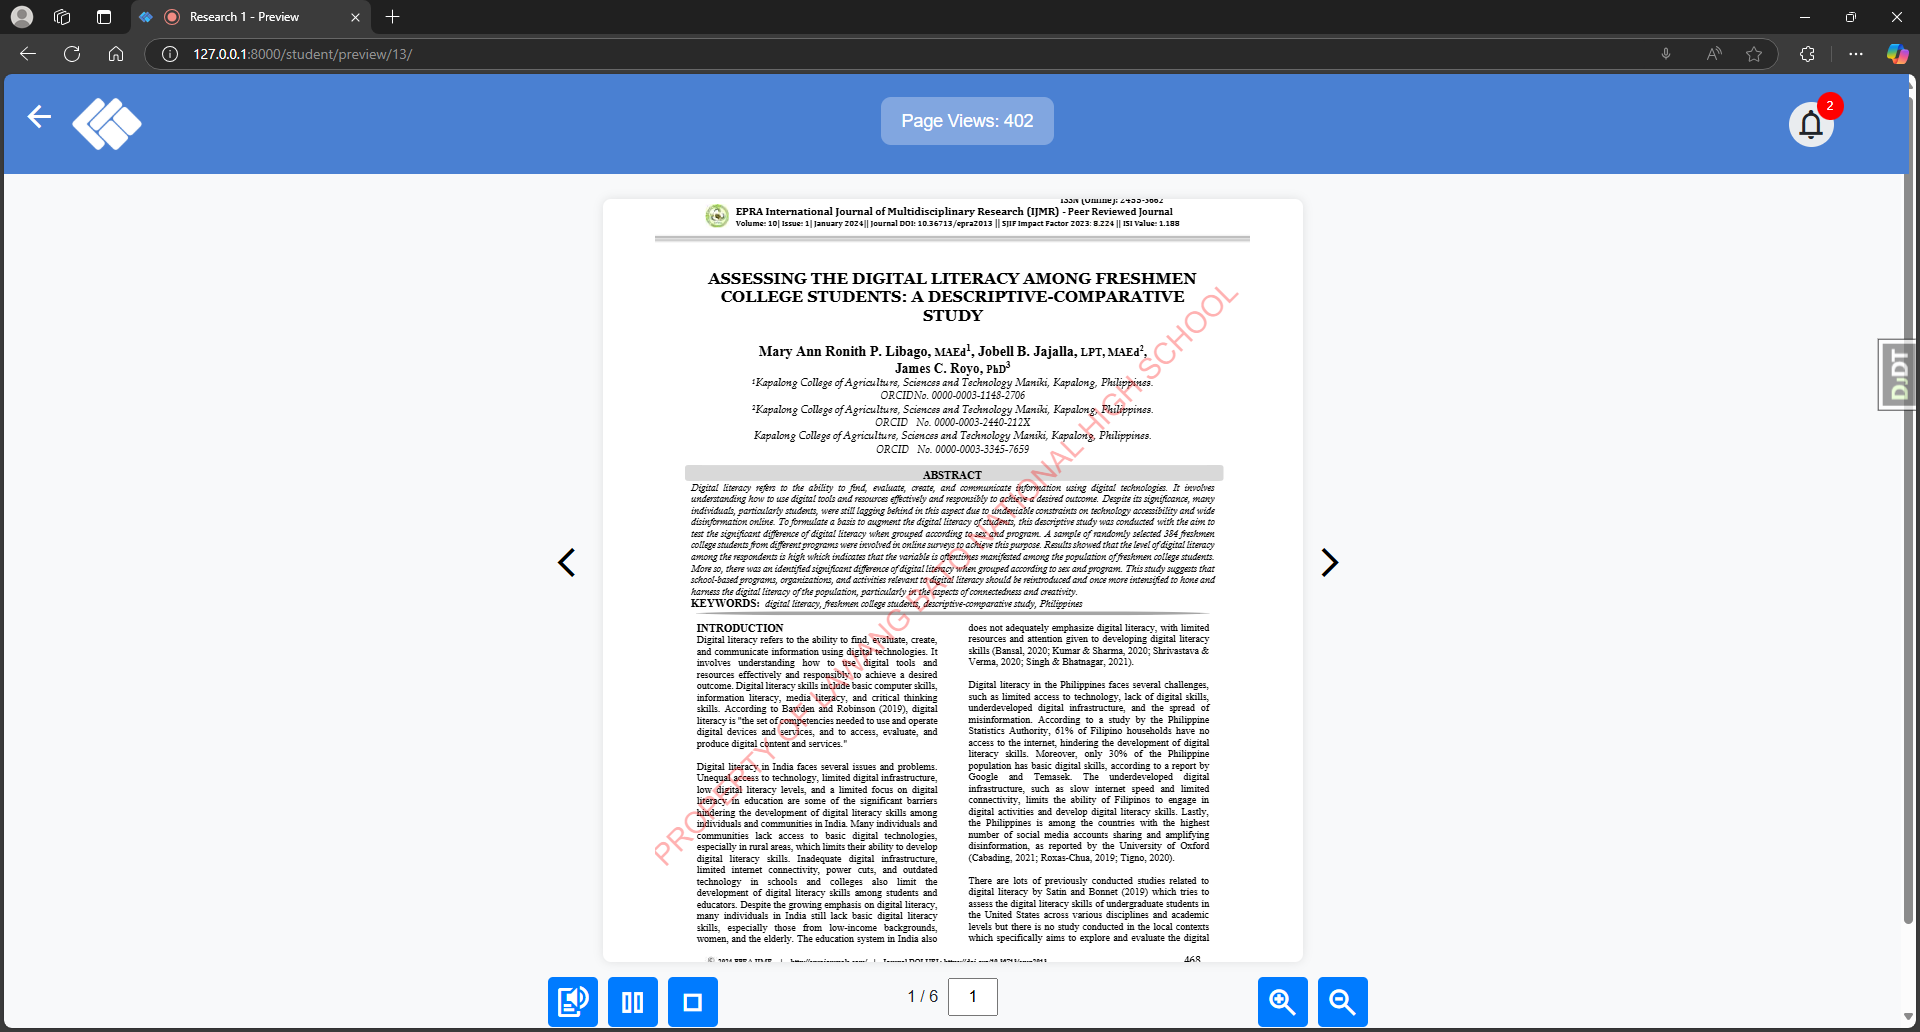 Research 1 - Preview
127.0.0.1:8000/student/preview/13/
Page Views: 402
2
ISSN (Online): 2455-3662
EPRA International Journal of Multidisciplinary Research (IJMR) - Peer Reviewed Journal
Volume: 10| Issue: 1| January 2024|| Journal DOI: 10.36713/epra2013 || SJIF Impact Factor 2023: 8.224 || ISI Value: 1.188
ASSESSING THE DIGITAL LITERACY AMONG FRESHMEN
COLLEGE STUDENTS: A DESCRIPTIVE-COMPARATIVE
STUDY
Mary Ann Ronith P. Libago, MAEd1, Jobell B. Jajalla, LPT, MAEd2,
James C. Royo, PhD3
1Kapalong College of Agriculture, Sciences and Technology Maniki, Kapalong, Philippines.
ORCIDNo. 0000-0003-1148-2706
2Kapalong College of Agriculture, Sciences and Technology Maniki, Kapalong, Philippines.
ORCID No. 0000-0003-2440-212X
Kapalong College of Agriculture, Sciences and Technology Maniki, Kapalong, Philippines.
ORCID No. 0000-0003-3345-7659
ABSTRACT
Digital literacy refers to the ability to find, evaluate, create, and communicate information using digital technologies. It involves
understanding how to use digital tools and resources effectively and responsibly to achieve a desired outcome. Despite its significance, many
individuals, particularly students, were still lagging behind in this aspect due to undeniable constraints on technology accessibility and wide
disinformation online. To formulate a basis to augment the digital literacy of students, this descriptive study was conducted with the aim to
test the significant difference of digital literacy when grouped according to sex and program. A sample of randomly selected 384 freshmen
college students from different programs were involved in online surveys to achieve this purpose. Results showed that the level of digital literacy
among the respondents is high which indicates that the variable is oftentimes manifested among the population of freshmen college students.
More so, there was an identified significant difference of digital literacy when grouped according to sex and program. This study suggests that
school-based programs, organizations, and activities relevant to digital literacy should be reintroduced and once more intensified to hone and
harness the digital literacy of the population, particularly in the aspects of connectedness and creativity.
KEYWORDS: digital literacy, freshmen college students, descriptive-comparative study, Philippines
INTRODUCTION
Digital literacy refers to the ability to find, evaluate, create,
and communicate information using digital technologies. It
involves understanding how to use digital tools and
resources effectively and responsibly to achieve a desired
outcome. Digital literacy skills include basic computer skills,
information literacy, media literacy, and critical thinking
skills. According to Bawden and Robinson (2019), digital
literacy is "the set of competencies needed to use and operate
digital devices and services, and to access, evaluate, and
produce digital content and services."
Digital literacy in India faces several issues and problems.
Unequal access to technology, limited digital infrastructure,
low digital literacy levels, and a limited focus on digital
literacy in education are some of the significant barriers
hindering the development of digital literacy skills among
individuals and communities in India. Many individuals and
communities lack access to basic digital technologies,
especially in rural areas, which limits their ability to develop
digital literacy skills. Inadequate digital infrastructure,
limited internet connectivity, power cuts, and outdated
technology in schools and colleges also limit the
development of digital literacy skills among students and
educators. Despite the growing emphasis on digital literacy,
many individuals in India still lack basic digital literacy
skills, especially those from low-income backgrounds,
women, and the elderly. The education system in India also
does not adequately emphasize digital literacy, with limited
resources and attention given to developing digital literacy
skills (Bansal, 2020; Kumar & Sharma, 2020; Shrivastava &
Verma, 2020; Singh & Bhatnagar, 2021).
Digital literacy in the Philippines faces several challenges,
such as limited access to technology, lack of digital skills,
underdeveloped digital infrastructure, and the spread of
misinformation. According to a study by the Philippine
Statistics Authority, 61% of Filipino households have no
access to the internet, hindering the development of digital
literacy skills. Moreover, only 30% of the Philippine
population has basic digital skills, according to a report by
Google and Temasek. The underdeveloped digital
infrastructure, such as slow internet speed and limited
connectivity, limits the ability of Filipinos to engage in
digital activities and develop digital literacy skills. Lastly,
the Philippines is among the countries with the highest
number of social media accounts sharing and amplifying
disinformation, as reported by the University of Oxford
(Cabading, 2021; Roxas-Chua, 2019; Tigno, 2020).
There are lots of previously conducted studies related to
digital literacy by Satin and Bonnet (2019) which tries to
assess the digital literacy skills of undergraduate students in
the United States across various disciplines and academic
levels but there is no study conducted in the local contexts
which specifically aims to explore and evaluate the digital
468
PROPERTY OF LAWANG BATO NATIONAL HIGH SCHOOL
DJDT
1 / 6
1